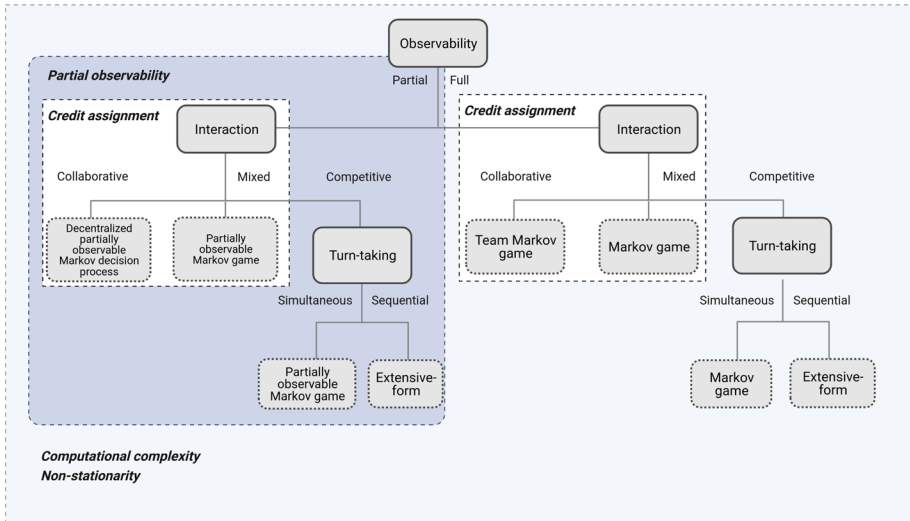 Observability
Partial
Full
Partial observability
Credit assignment
Interaction
Collaborative
Mixed
Competitive
Decentralized
partially
observable
Markov decision
process
Partially
observable
Markov game
Turn-taking
Simultaneous
Sequential
Partially
observable
Markov game
Extensive-
form
Credit assignment
Interaction
Collaborative
Mixed
Competitive
Team Markov
game
Markov game
Turn-taking
Simultaneous
Sequential
Markov
game
Extensive-
form
Computational complexity
Non-stationarity